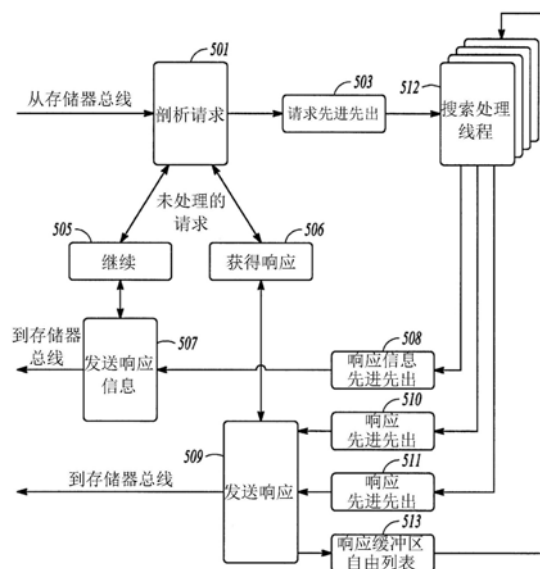 501
503
512
从存储器总线
剖析请求
请求先进先出
搜索处理
线程
未处理的
请求
505
506
继续
获得响应
到存储器
总线
507
508
发送响应
信息
响应信息
先进先出
510
响应
先进先出
509
511
到存储器总线
发送响应
响应
先进先出
513
响应缓冲区
自由列表